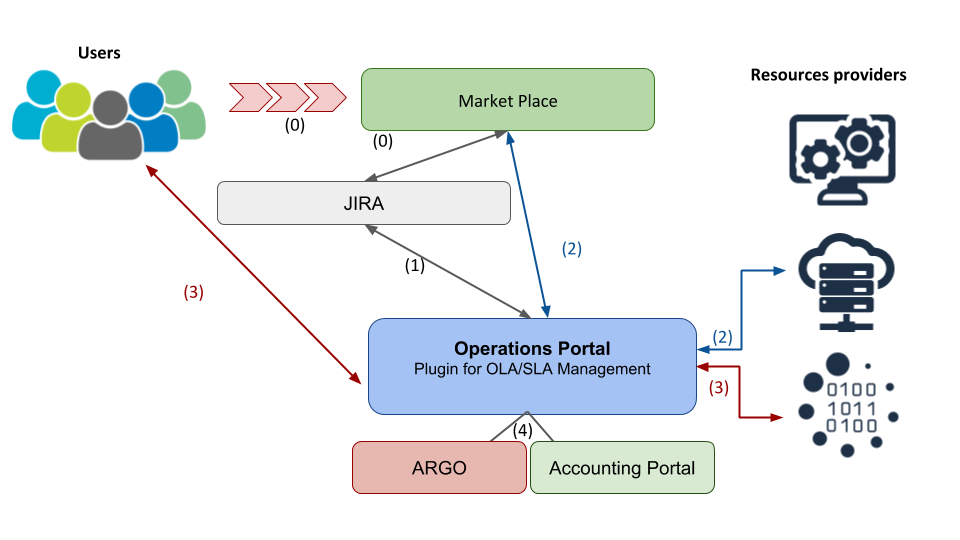 Users
Resources providers
Market Place
(0)
(0)
JIRA
(2)
(1)
(3)
Operations Portal
Plugin for OLA/SLA Management
(2)
(3)
0100
1011
0100
(4)
ARGO
Accounting Portal